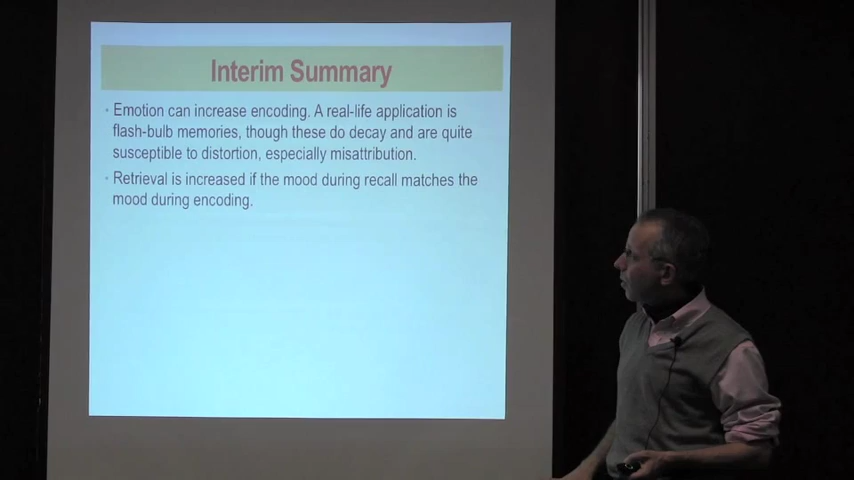 Interim Summary
• Emotion can increase encoding. A real-life application is
flash-bulb memories, though these do decay and are quite
susceptible to distortion, especially misattribution.
• Retrieval is increased if the mood during recall matches the
mood during encoding.